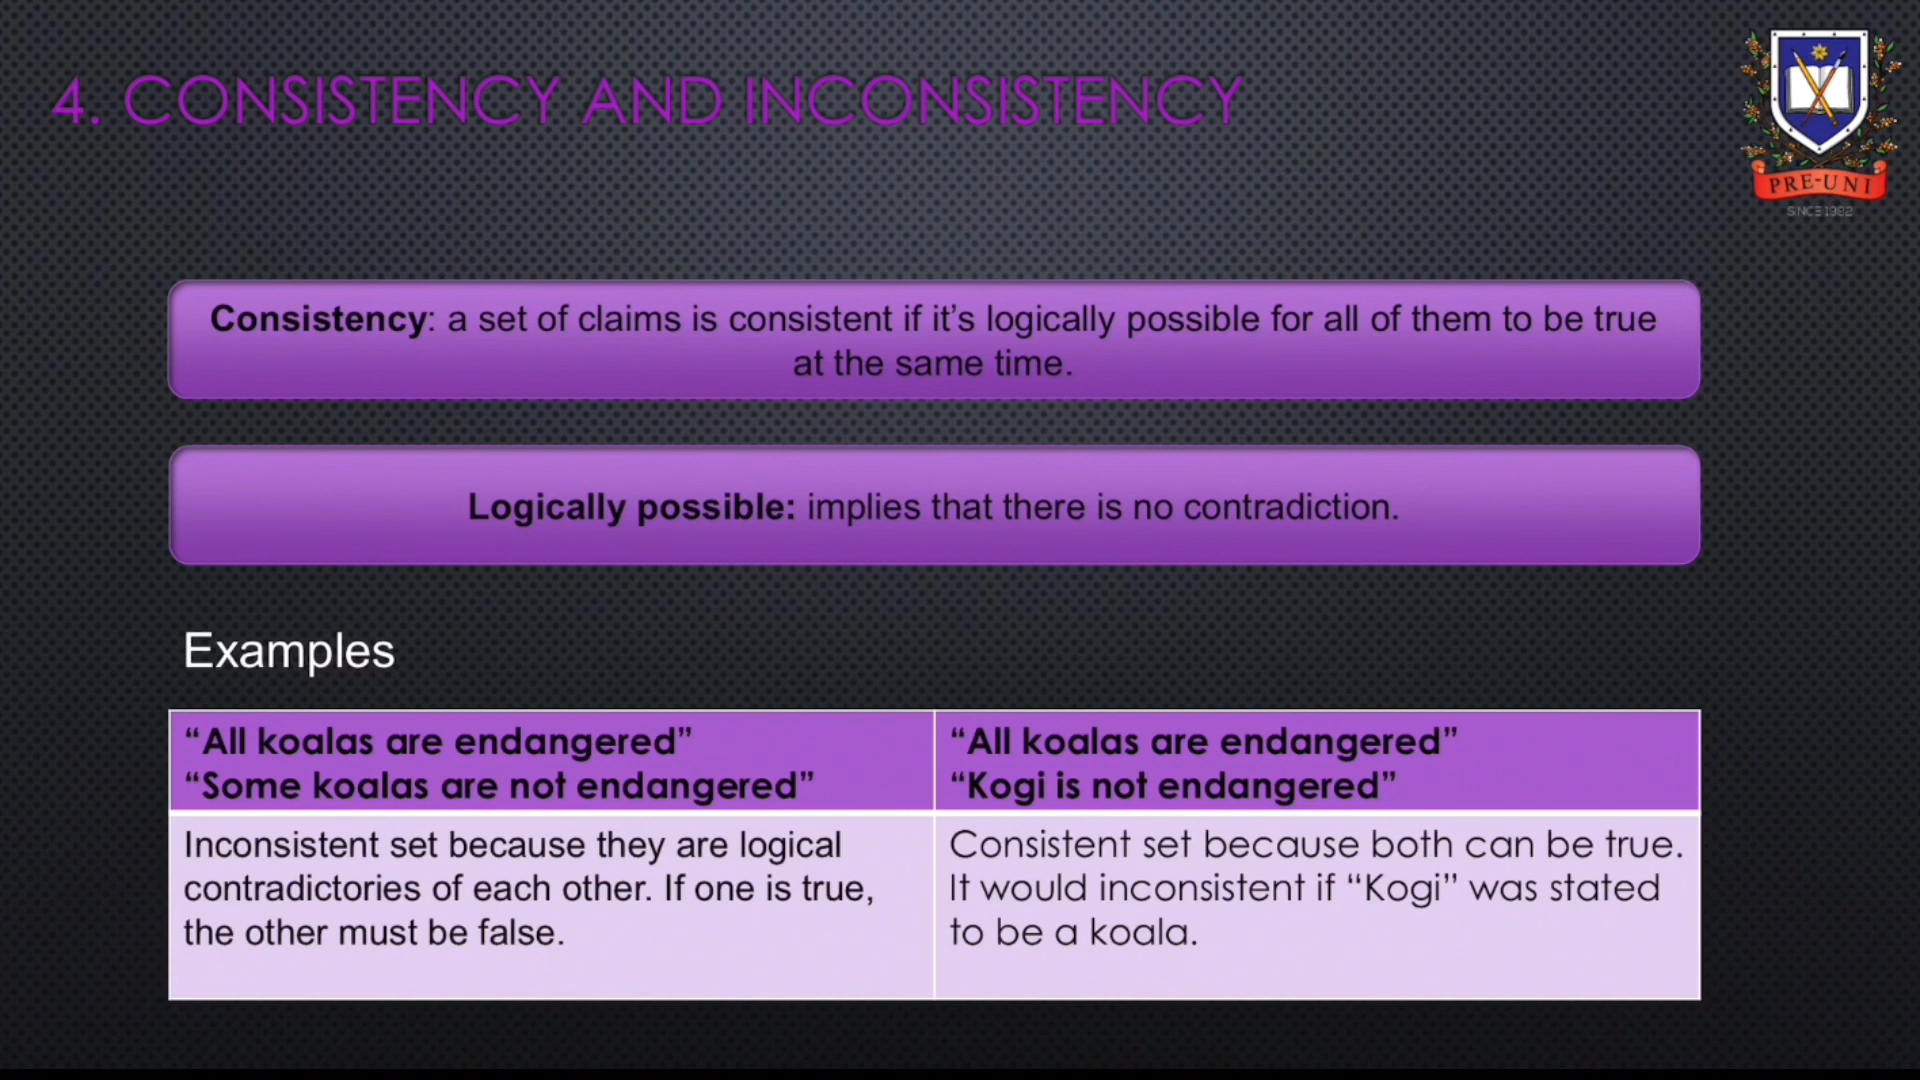 4. CONSISTENCY AND INCONSISTENCY
PRE-UNI
SINCE 1982
Consistency: a set of claims is consistent if it’s logically possible for all of them to be true
at the same time.
Logically possible: implies that there is no contradiction.
Examples
“All koalas are endangered”
“Some koalas are not endangered”
“All koalas are endangered”
“Kogi is not endangered”
Inconsistent set because they are logical
contradictories of each other. If one is true,
the other must be false.
Consistent set because both can be true.
It would inconsistent if “Kogi” was stated
to be a koala.